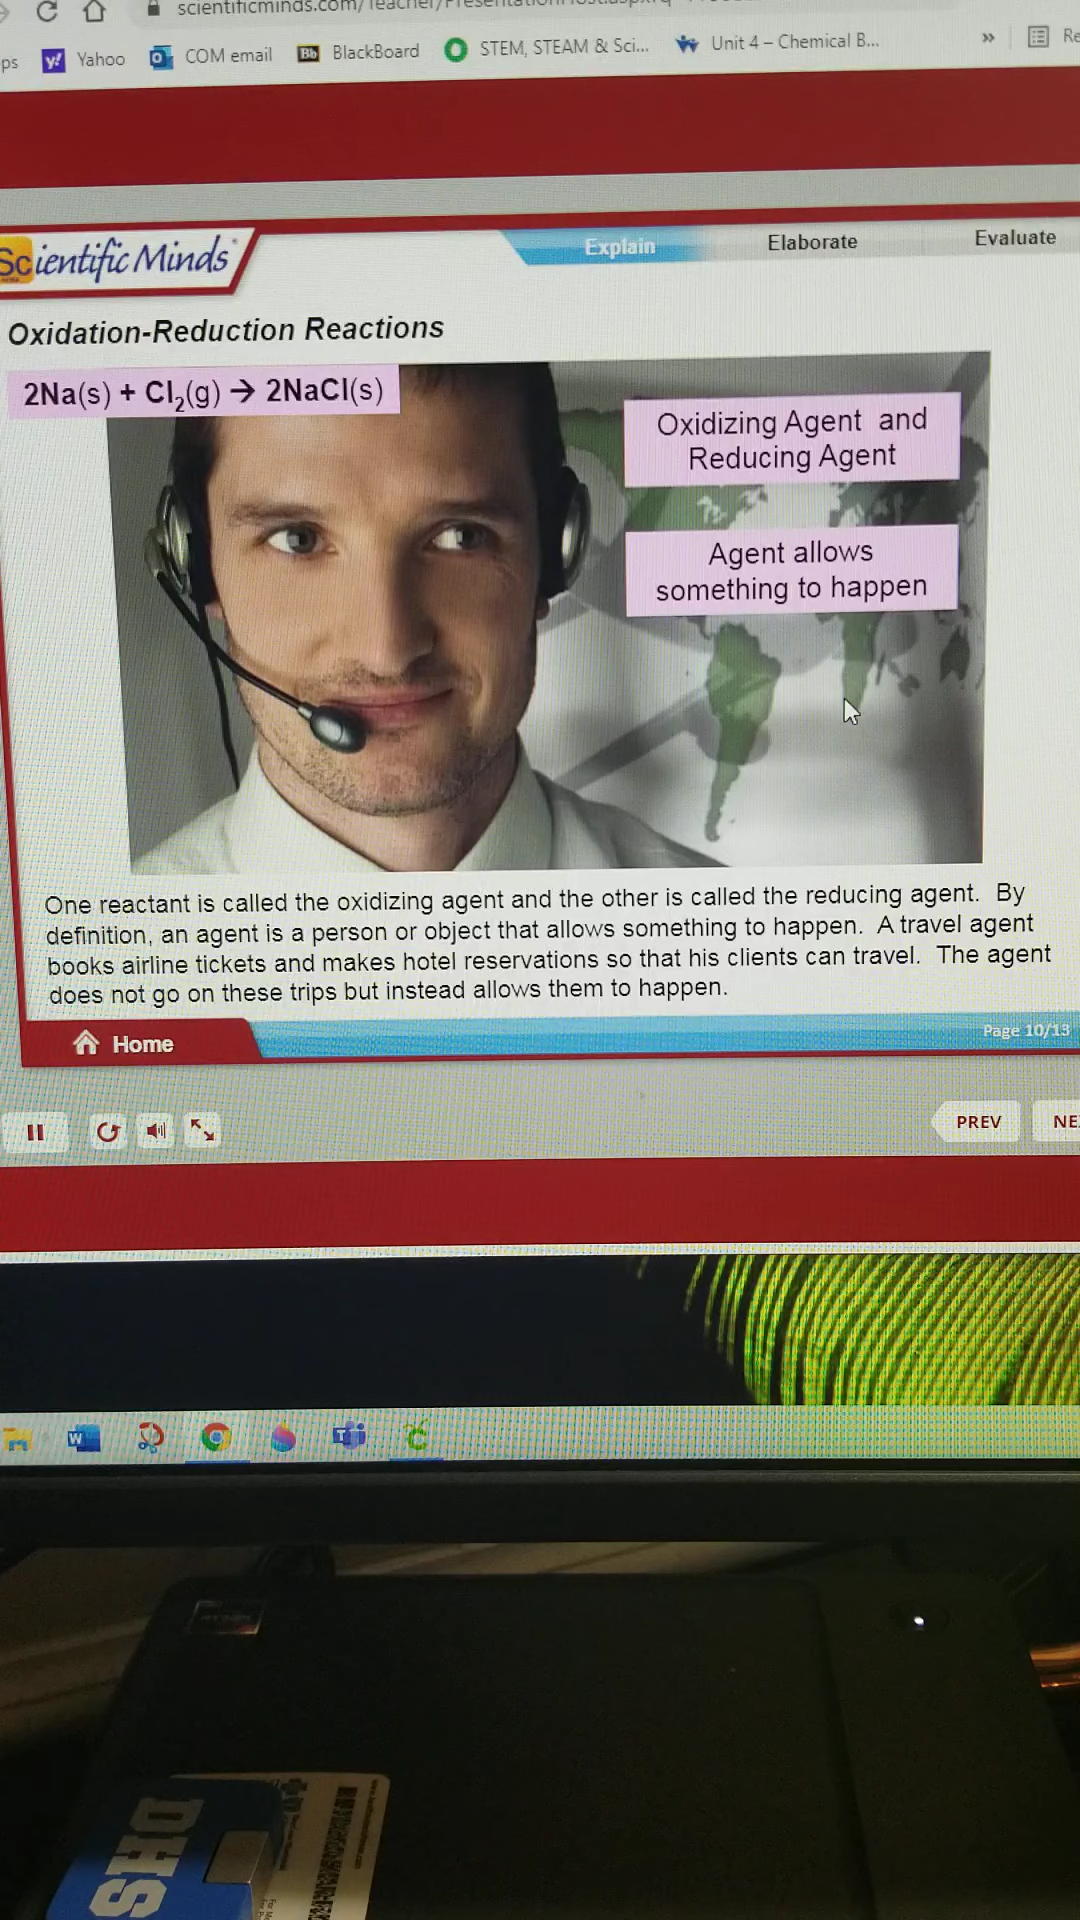 scientificminds.com/Teacher/
ps Yahoo COM email Bb BlackBoard STEM, STEAM & Sci... Unit 4 – Chemical B... » Re
Scientific Minds
Explain Elaborate Evaluate
Oxidation-Reduction Reactions
2Na(s) + Cl₂(g) → 2NaCl(s)
Oxidizing Agent and
Reducing Agent
Agent allows
something to happen
One reactant is called the oxidizing agent and the other is called the reducing agent. By
definition, an agent is a person or object that allows something to happen. A travel agent
books airline tickets and makes hotel reservations so that his clients can travel. The agent
does not go on these trips but instead allows them to happen.
Home
Page 10/13
PREV NE
DHS